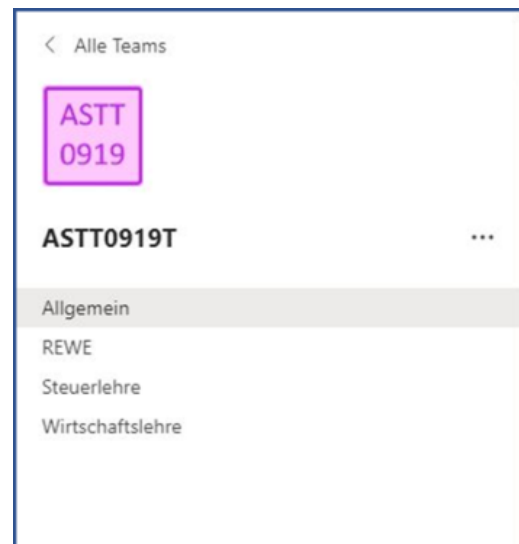 Alle Teams
ASTT
0919
ASTT0919T
Allgemein
REWE
Steuerlehre
Wirtschaftslehre